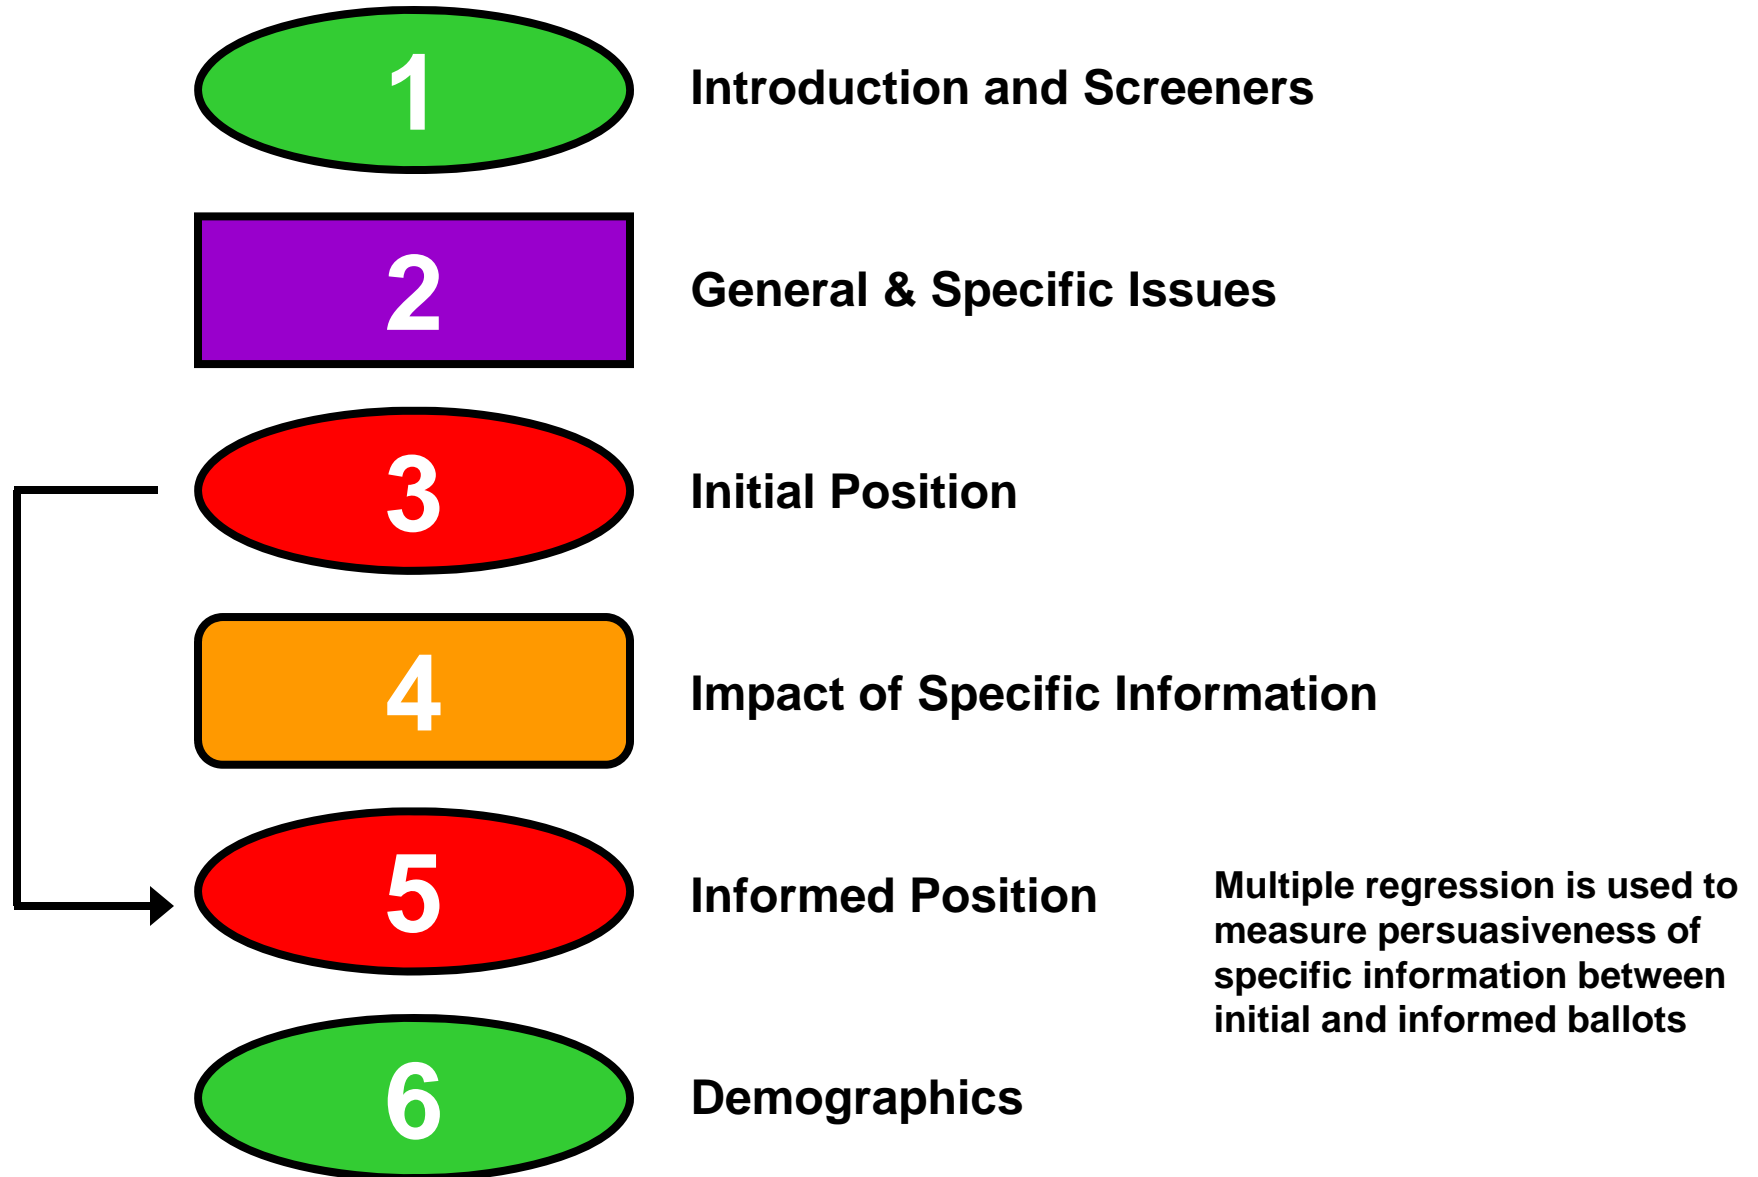 1
Introduction and Screeners
2
General & Specific Issues
3
Initial Position
4
Impact of Specific Information
5
Informed Position
Multiple regression is used to
measure persuasiveness of
specific information between
initial and informed ballots
6
Demographics